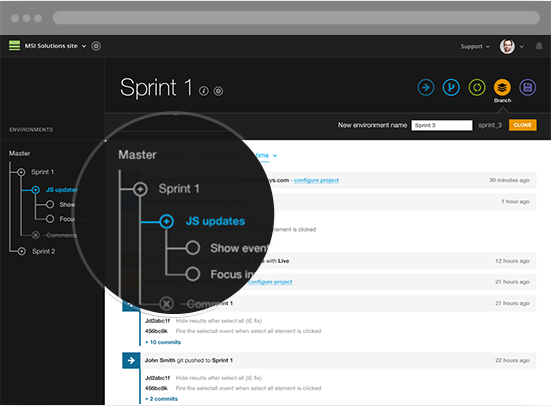 MSI Solutions site
Support
Sprint 1
Branch
ENVIRONMENTS
New environment name
Sprint 3
sprint_3
CLONE
Master
Sprint 1
JS updates
Show
Focus
Commerce
Sprint 2
Master
Sprint 1
JS updates
Show event
Focus in
Comment
time
.com - configure project
30 minutes ago
1 hour ago
all element is clicked
with Live
12 hours ago
configure project
21 hours ago
1
21 hours ago
Jd2abc1f Hide results after select all (IE fix)
456bc8k Fire the selectall event when select all element is clicked
+ 10 commits
John Smith git pushed to Sprint 1
22 hours ago
Jd2abc1f Hide results after select all (IE fix)
456bc8k Fire the selectall event when select all element is clicked
+ 2 commits